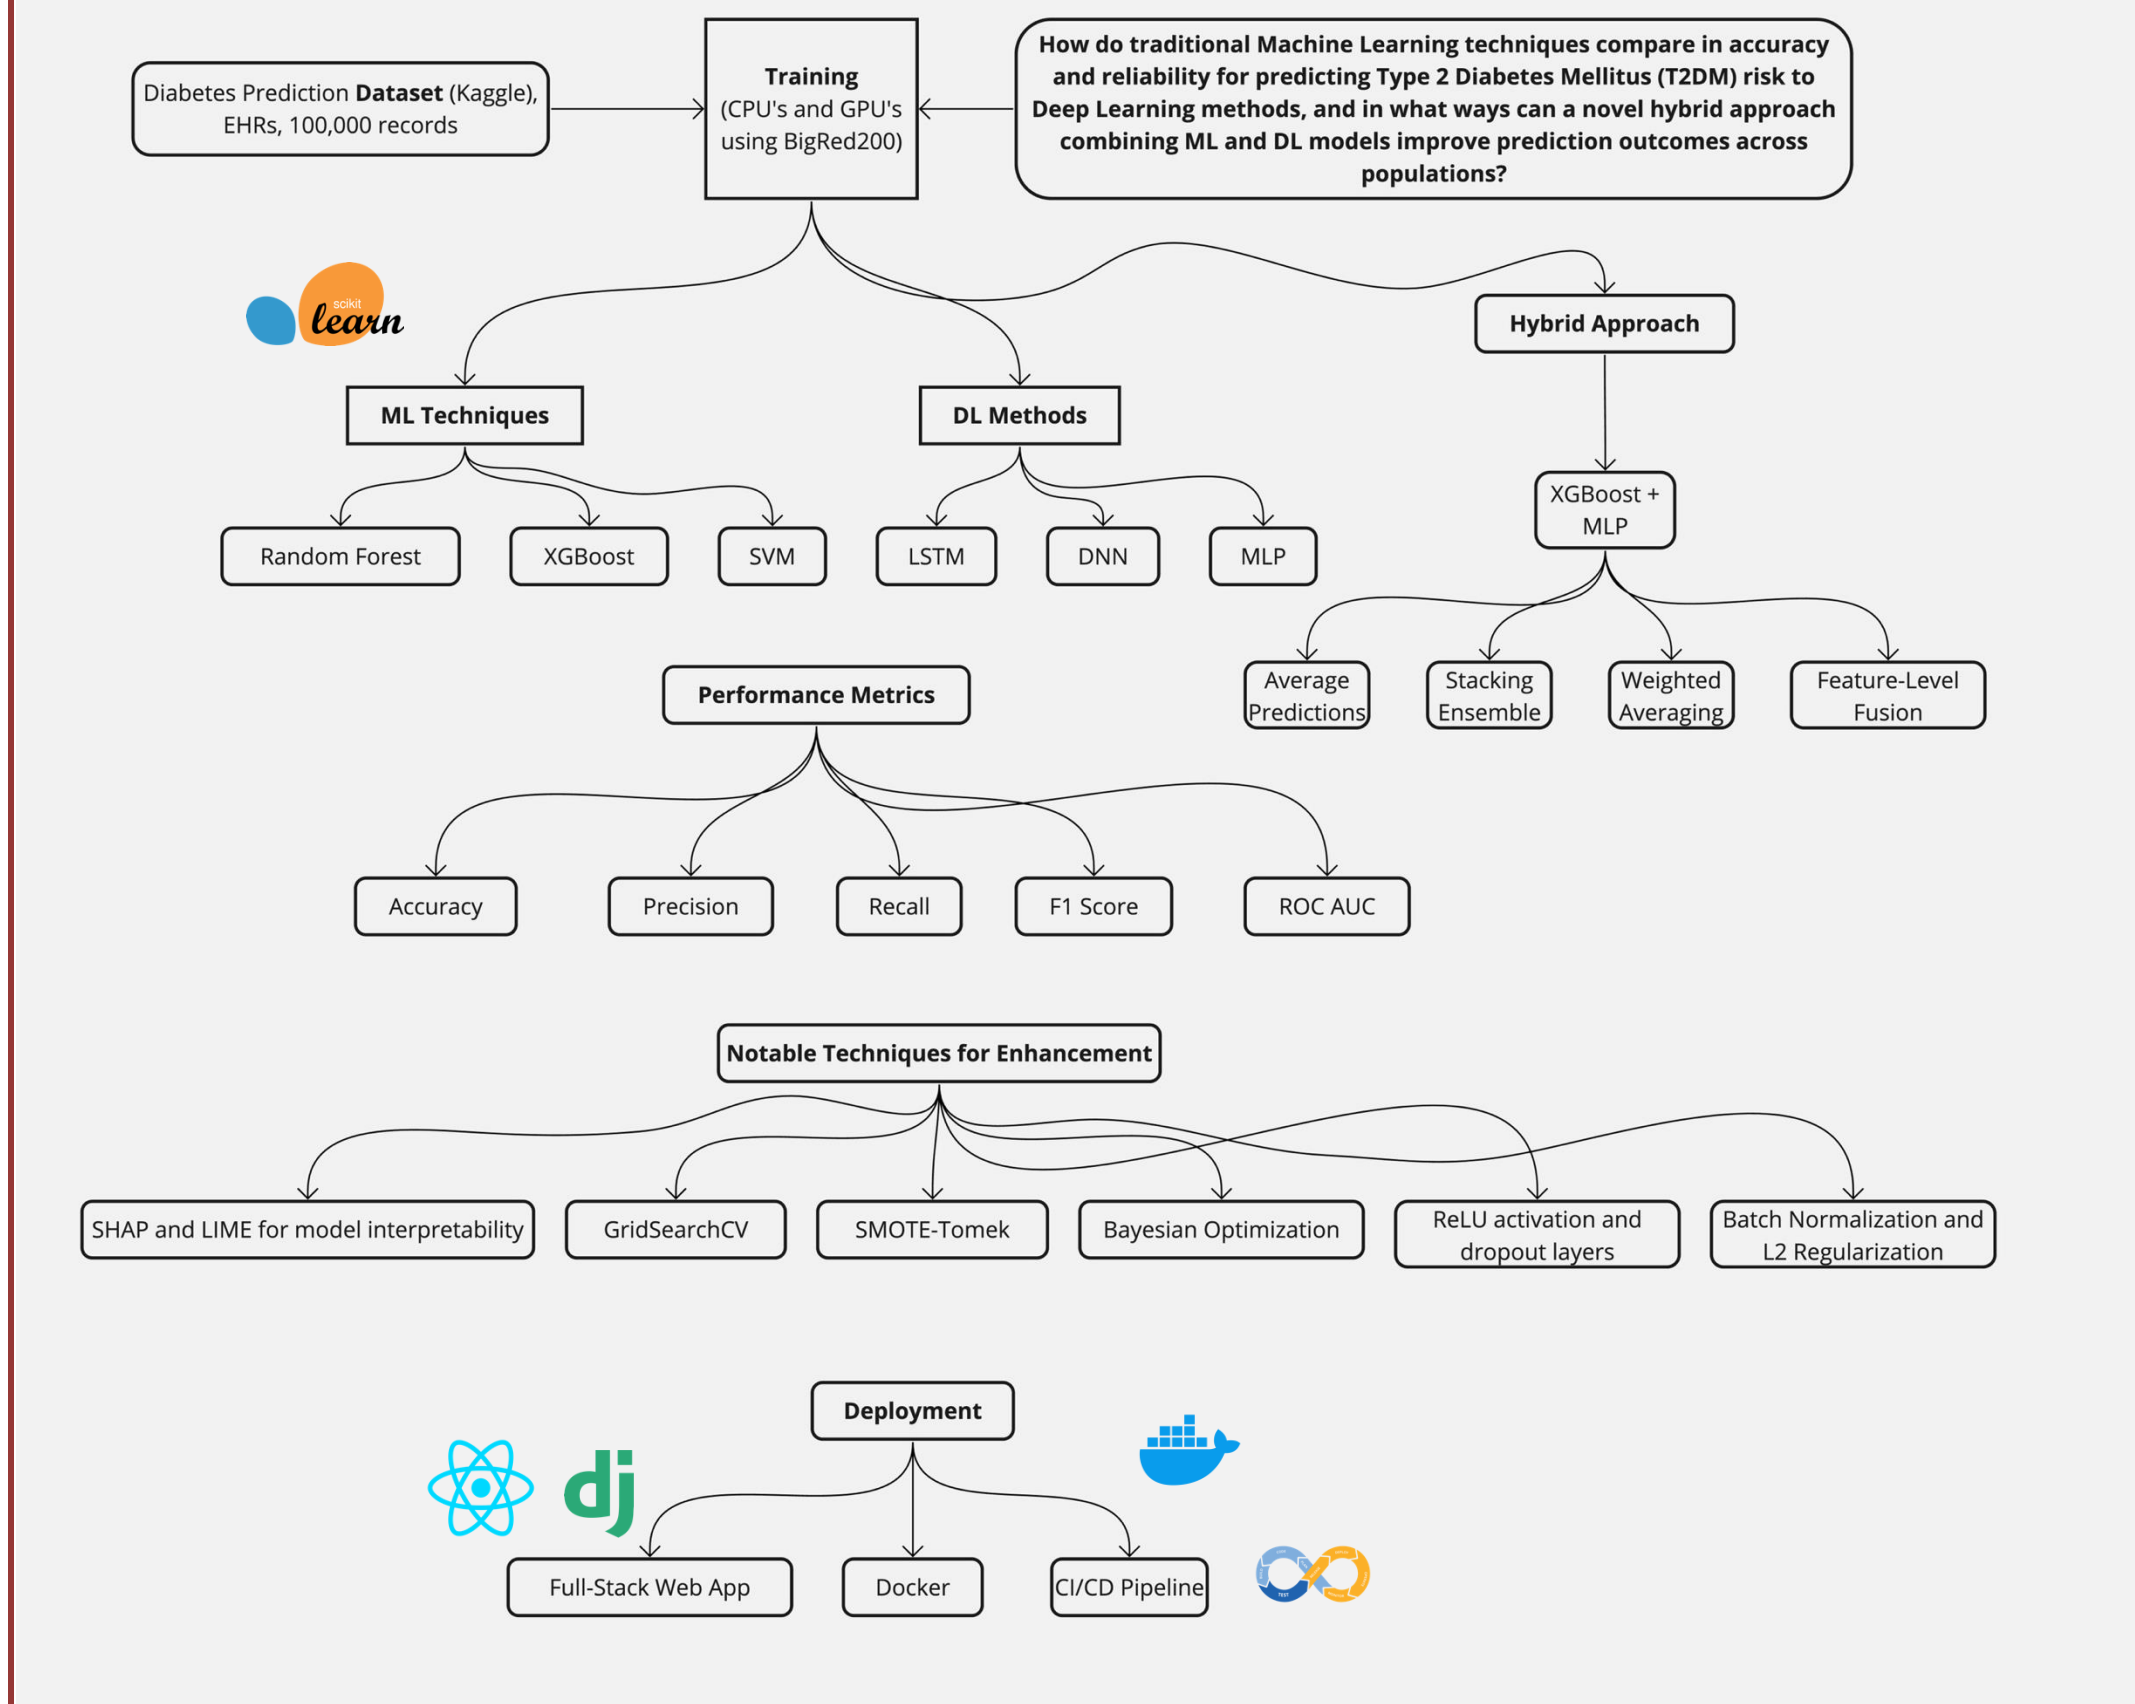 Diabetes Prediction Dataset (Kaggle),
EHRs, 100,000 records
Training
(CPU's and GPU's
using BigRed200)
How do traditional Machine Learning techniques compare in accuracy
and reliability for predicting Type 2 Diabetes Mellitus (T2DM) risk to
Deep Learning methods, and in what ways can a novel hybrid approach
combining ML and DL models improve prediction outcomes across
populations?
scikit
learn
Hybrid Approach
ML Techniques
DL Methods
XGBoost +
MLP
Random Forest
XGBoost
SVM
LSTM
DNN
MLP
Average
Predictions
Stacking
Ensemble
Weighted
Averaging
Feature-Level
Fusion
Performance Metrics
Accuracy
Precision
Recall
F1 Score
ROC AUC
Notable Techniques for Enhancement
SHAP and LIME for model interpretability
GridSearchCV
SMOTE-Tomek
Bayesian Optimization
ReLU activation and
dropout layers
Batch Normalization and
L2 Regularization
Deployment
dj
Full-Stack Web App
Docker
CI/CD Pipeline
TEST